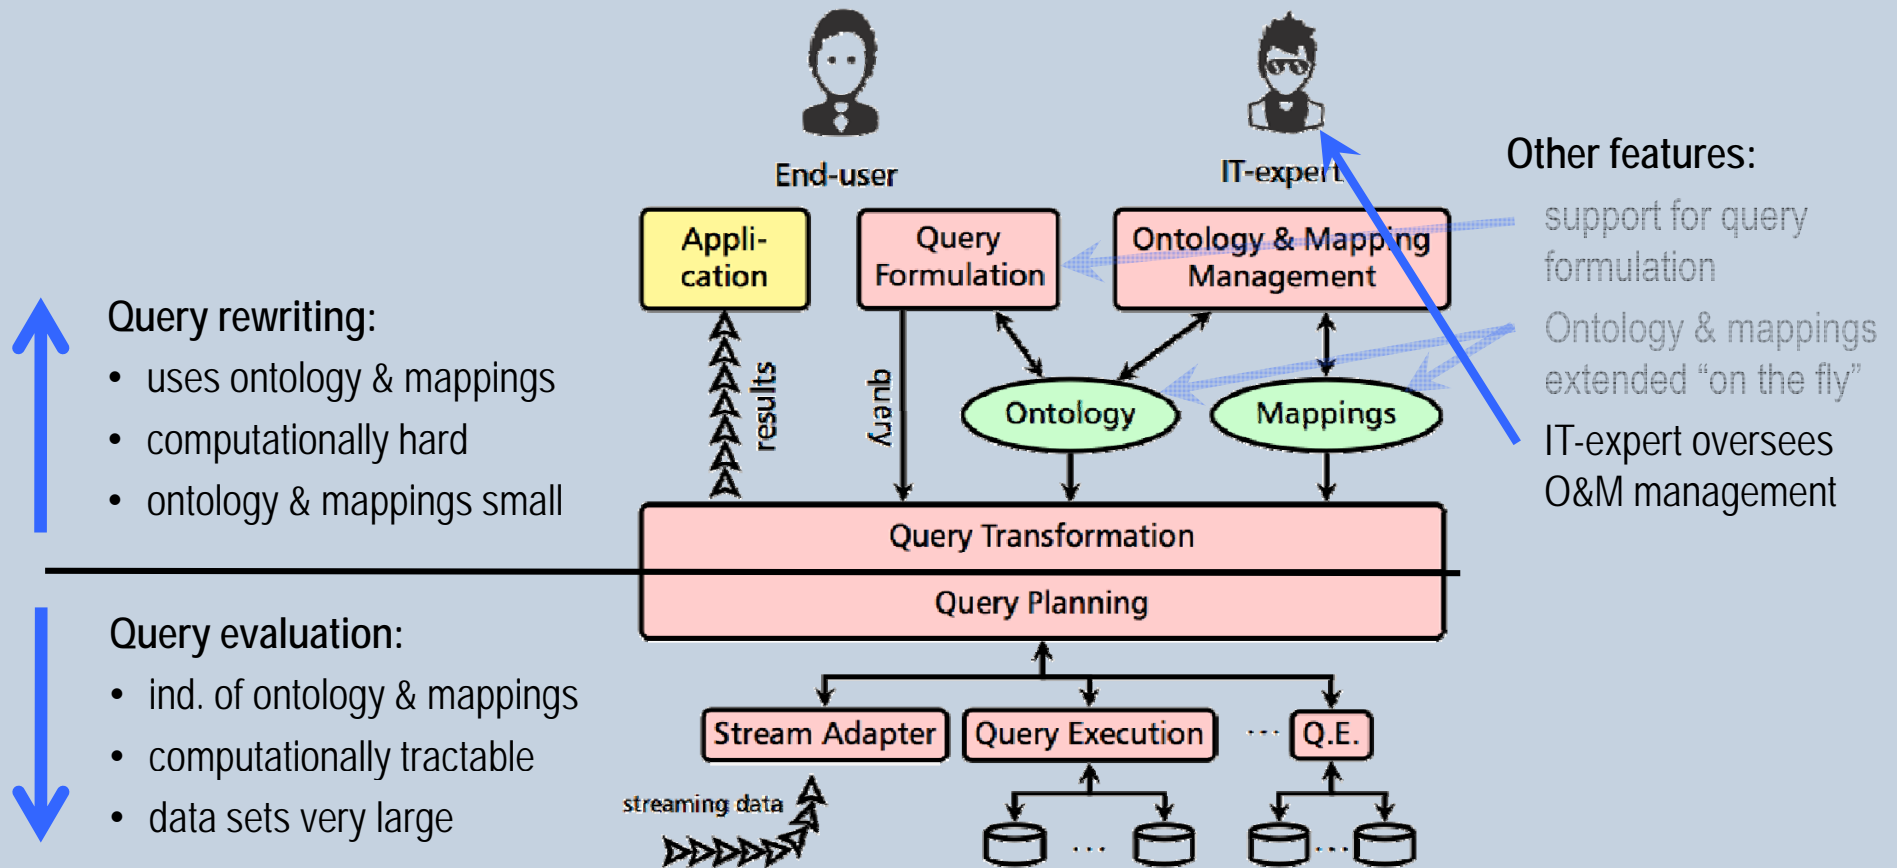 End-user
IT-expert
Other features:
support for query
formulation
Ontology & mappings
extended “on the fly”
IT-expert oversees
O&M management
Appli-
cation
Query
Formulation
Ontology & Mapping
Management
Query rewriting:
• uses ontology & mappings
• computationally hard
• ontology & mappings small
results
query
Ontology
Mappings
Query Transformation
Query Planning
Query evaluation:
• ind. of ontology & mappings
• computationally tractable
• data sets very large
Stream Adapter
Query Execution
...
Q.E.
streaming data
...
...